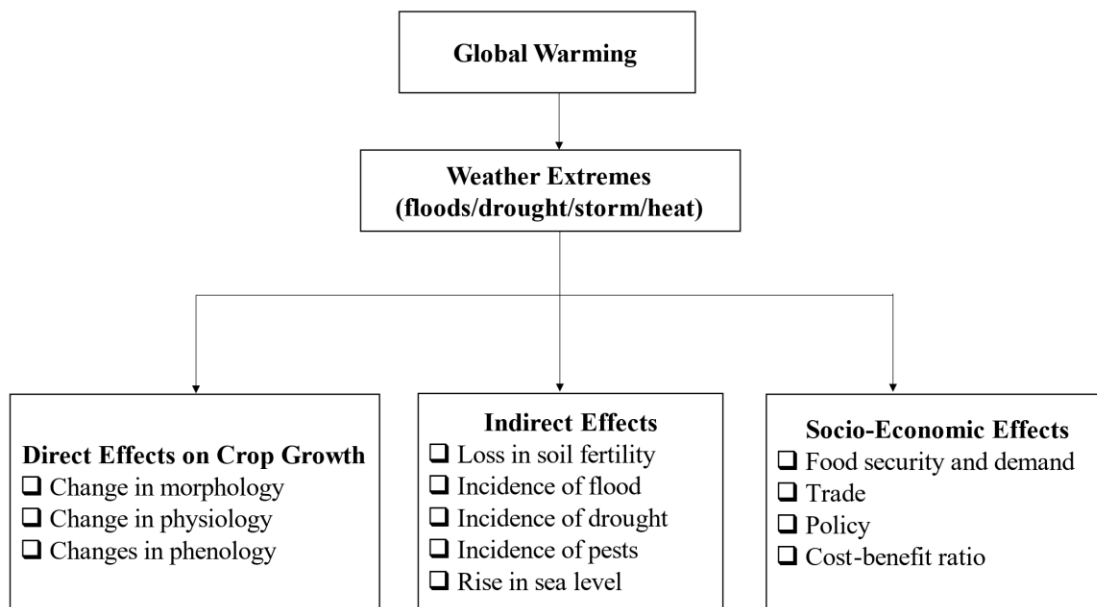 Global Warming
Weather Extremes
(floods/drought/storm/heat)
Direct Effects on Crop Growth
❑ Change in morphology
❑ Change in physiology
❑ Changes in phenology
Indirect Effects
❑ Loss in soil fertility
❑ Incidence of flood
❑ Incidence of drought
❑ Incidence of pests
❑ Rise in sea level
Socio-Economic Effects
❑ Food security and demand
❑ Trade
❑ Policy
❑ Cost-benefit ratio